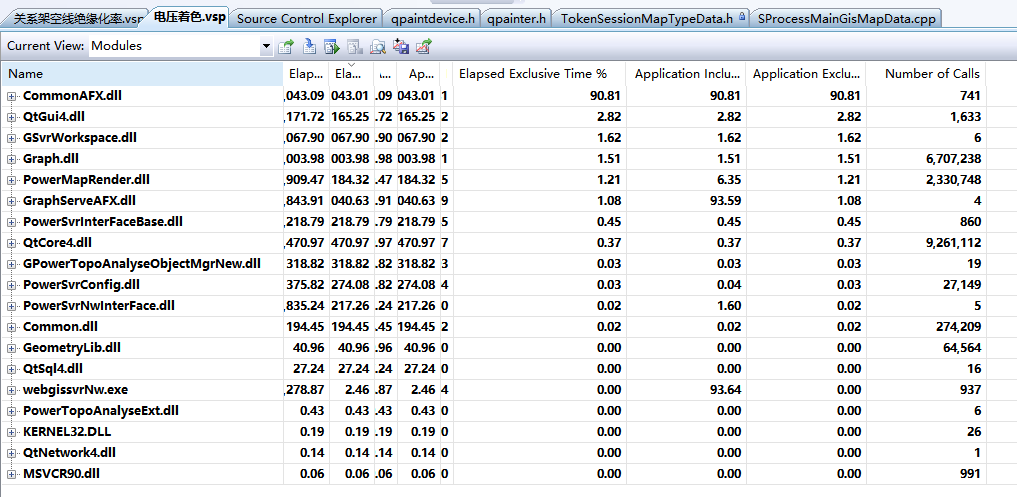 关系架空线绝缘化率.vsp 电压着色.vsp Source Control Explorer qpaintdevice.h qpainter.h TokenSessionMapTypeData.h SProcessMainGisMapData.cpp
Current View: Modules
Name Elap... Ela... ... Ap... Elapsed Exclusive Time % Application Inclu... Application Exclu... Number of Calls
CommonAFX.dll ,043.09 043.01 .09 043.01 1 90.81 90.81 90.81 741
QtGui4.dll ,171.72 165.25 .72 165.25 2 2.82 2.82 2.82 1,633
GSvrWorkspace.dll ,067.90 067.90 .90 067.90 2 1.62 1.62 1.62 6
Graph.dll ,003.98 003.98 .98 003.98 1 1.51 1.51 1.51 6,707,238
PowerMapRender.dll ,909.47 184.32 .47 184.32 5 1.21 6.35 1.21 2,330,748
GraphServeAFX.dll ,843.91 040.63 .91 040.63 9 1.08 93.59 1.08 4
PowerSvrInterFaceBase.dll ,218.79 218.79 .79 218.79 5 0.45 0.45 0.45 860
QtCore4.dll ,470.97 470.97 .97 470.97 7 0.37 0.37 0.37 9,261,112
GPowerTopoAnalyseObjectMgrNew.dll 318.82 318.82 .82 318.82 3 0.03 0.03 0.03 19
PowerSvrConfig.dll 375.82 274.08 .82 274.08 4 0.03 0.04 0.03 27,149
PowerSvrNwInterFace.dll ,835.24 217.26 .24 217.26 0 0.02 1.60 0.02 5
Common.dll 194.45 194.45 .45 194.45 2 0.02 0.02 0.02 274,209
GeometryLib.dll 40.96 40.96 .96 40.96 0 0.00 0.00 0.00 64,564
QtSql4.dll 27.24 27.24 .24 27.24 0 0.00 0.00 0.00 16
webgissvrNw.exe ,278.87 2.46 .87 2.46 4 0.00 93.64 0.00 937
PowerTopoAnalyseExt.dll 0.43 0.43 .43 0.43 0 0.00 0.00 0.00 6
KERNEL32.DLL 0.19 0.19 .19 0.19 0 0.00 0.00 0.00 26
QtNetwork4.dll 0.14 0.14 .14 0.14 0 0.00 0.00 0.00 1
MSVCR90.dll 0.06 0.06 .06 0.06 0 0.00 0.00 0.00 991